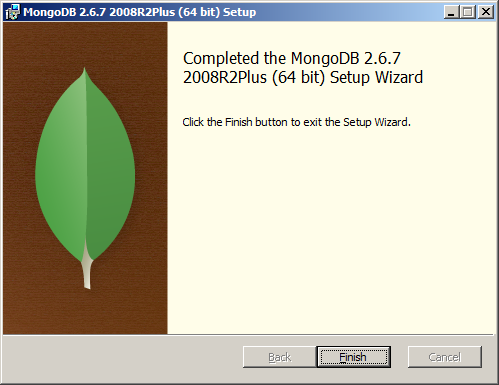 MongoDB 2.6.7 2008R2Plus (64 bit) Setup
Completed the MongoDB 2.6.7
2008R2Plus (64 bit) Setup Wizard
Click the Finish button to exit the Setup Wizard.
Back Finish Cancel